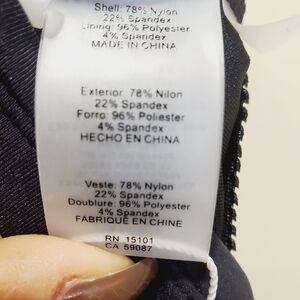 Shell: 78% Nylon
22% Spandex
Lining: 96% Polyester
4% Spandex
MADE IN CHINA
Exterior: 78% Nilon
22% Spandex
Forro: 96% Poliester
4% Spandex
HECHO EN CHINA
Veste: 78% Nylon
22% Spandex
Doublure: 96% Polyester
4% Spandex
FABRIQUÉ EN CHINE
RN 15101
CA 59087